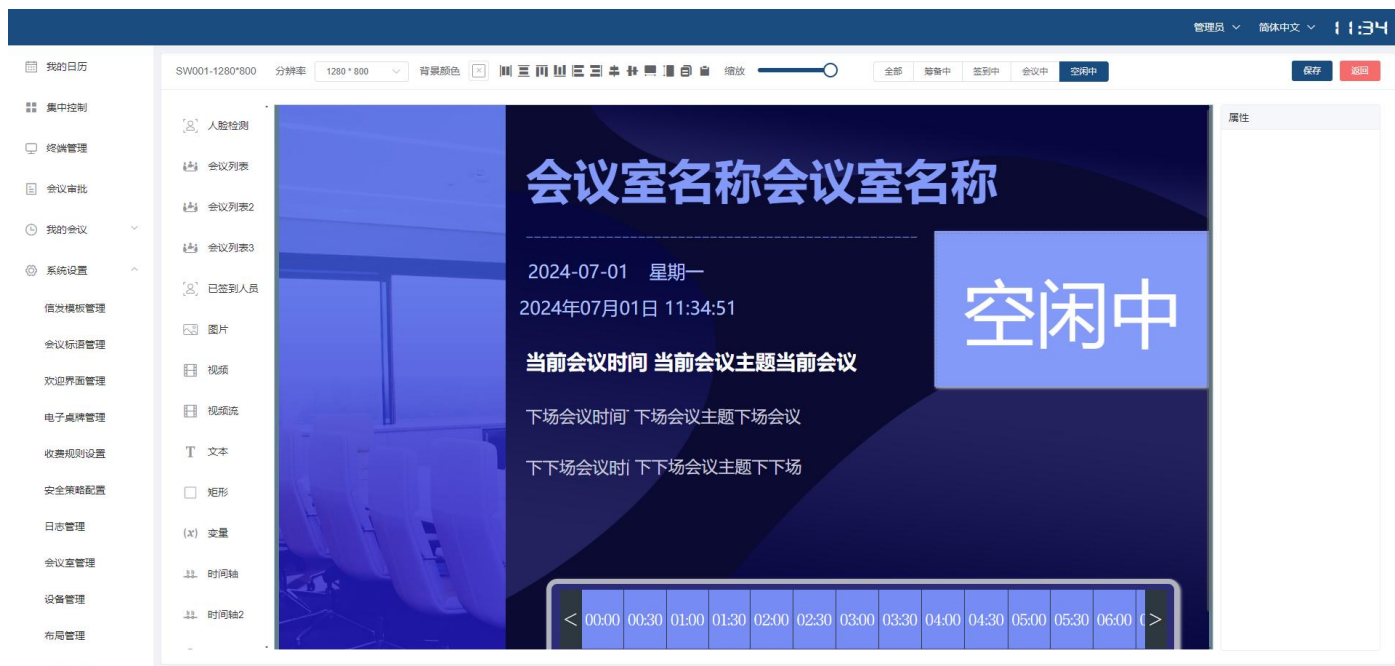 管理员 简体中文 11:34
我的日历
集中控制
终端管理
会议审批
我的会议
系统设置
信发模板管理
会议标语管理
欢迎界面管理
电子桌牌管理
收费规则设置
安全策略配置
日志管理
会议室管理
设备管理
布局管理
SW001-1280*800 分辨率 1280 * 800 背景颜色 缩放 全部 筹备中 签到中 会议中 空闲中 保存 返回
人脸检测
会议列表
会议列表2
会议列表3
已签到人员
图片
视频
视频流
T 文本
矩形
(x) 变量
时间轴
时间轴2
会议室名称会议室名称
2024-07-01 星期一
2024年07月01日 11:34:51
空闲中
当前会议时间 当前会议主题当前会议
下场会议时间 下场会议主题下场会议
下下场会议时 下下场会议主题下下场
< 00:00 00:30 01:00 01:30 02:00 02:30 03:00 03:30 04:00 04:30 05:00 05:30 06:00 >
属性